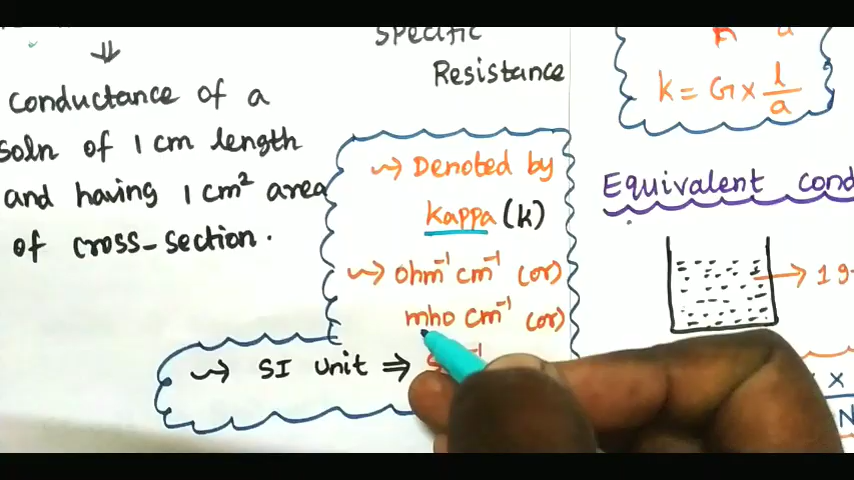 Specific
Resistance
Conductance of a
soln of 1 cm length
and having 1 cm² area
of cross-section.
⇝ Denoted by
kappa (k)
⇝ ohm⁻¹ cm⁻¹ (or)
mho cm⁻¹ (or)
⇝ SI unit ⇒
k = G × l/a
Equivalent cond
→ 1 g
X
N